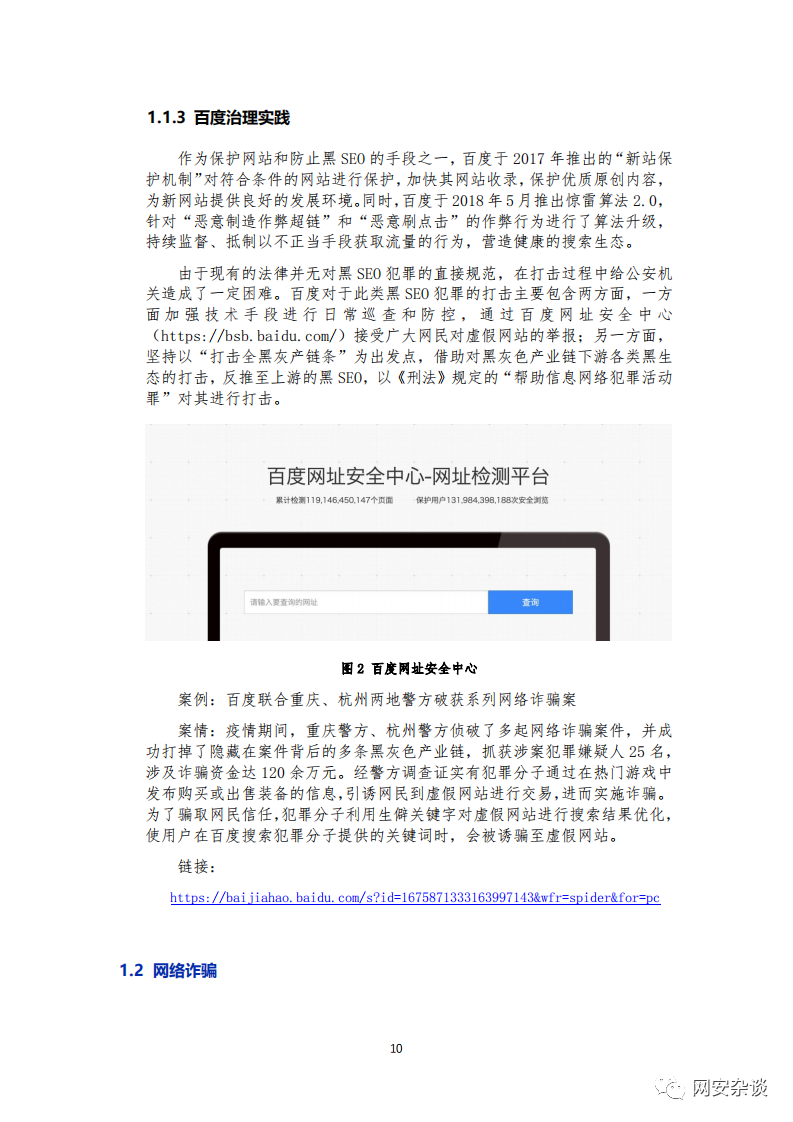 1.1.3 百度治理实践
作为保护网站和防止黑 SEO 的手段之一，百度于 2017 年推出的“新站保
护机制”对符合条件的网站进行保护，加快其网站收录，保护优质原创内容，
为新网站提供良好的发展环境。同时，百度于 2018 年 5 月推出惊雷算法 2.0，
针对“恶意制造作弊超链”和“恶意刷点击”的作弊行为进行了算法升级，
持续监督、抵制以不正当手段获取流量的行为，营造健康的搜索生态。
由于现有的法律并无对黑 SEO 犯罪的直接规范，在打击过程中给公安机
关造成了一定困难。百度对于此类黑 SEO 犯罪的打击主要包含两方面，一方
面加强技术手段进行日常巡查和防控，通过百度网址安全中心
（https://bsb.baidu.com/）接受广大网民对虚假网站的举报；另一方面，
坚持以“打击全黑灰产链条”为出发点，借助对黑灰色产业链下游各类黑生
态的打击，反推至上游的黑 SEO，以《刑法》规定的“帮助信息网络犯罪活动
罪”对其进行打击。
百度网址安全中心-网址检测平台
累计检测119,146,450,147个页面 保护用户131,984,398,188次安全浏览
请输入要查询的网址 查询
图 2 百度网址安全中心
案例：百度联合重庆、杭州两地警方破获系列网络诈骗案
案情：疫情期间，重庆警方、杭州警方侦破了多起网络诈骗案件，并成
功打掉了隐藏在案件背后的多条黑灰色产业链，抓获涉案犯罪嫌疑人 25 名，
涉及诈骗资金达 120 余万元。经警方调查证实有犯罪分子通过在热门游戏中
发布购买或出售装备的信息，引诱网民到虚假网站进行交易，进而实施诈骗。
为了骗取网民信任，犯罪分子利用生僻关键字对虚假网站进行搜索结果优化，
使用户在百度搜索犯罪分子提供的关键词时，会被诱骗至虚假网站。
链接：
https://baijiahao.baidu.com/s?id=1675871333163997143&wfr=spider&for=pc
1.2 网络诈骗
10
网安杂谈